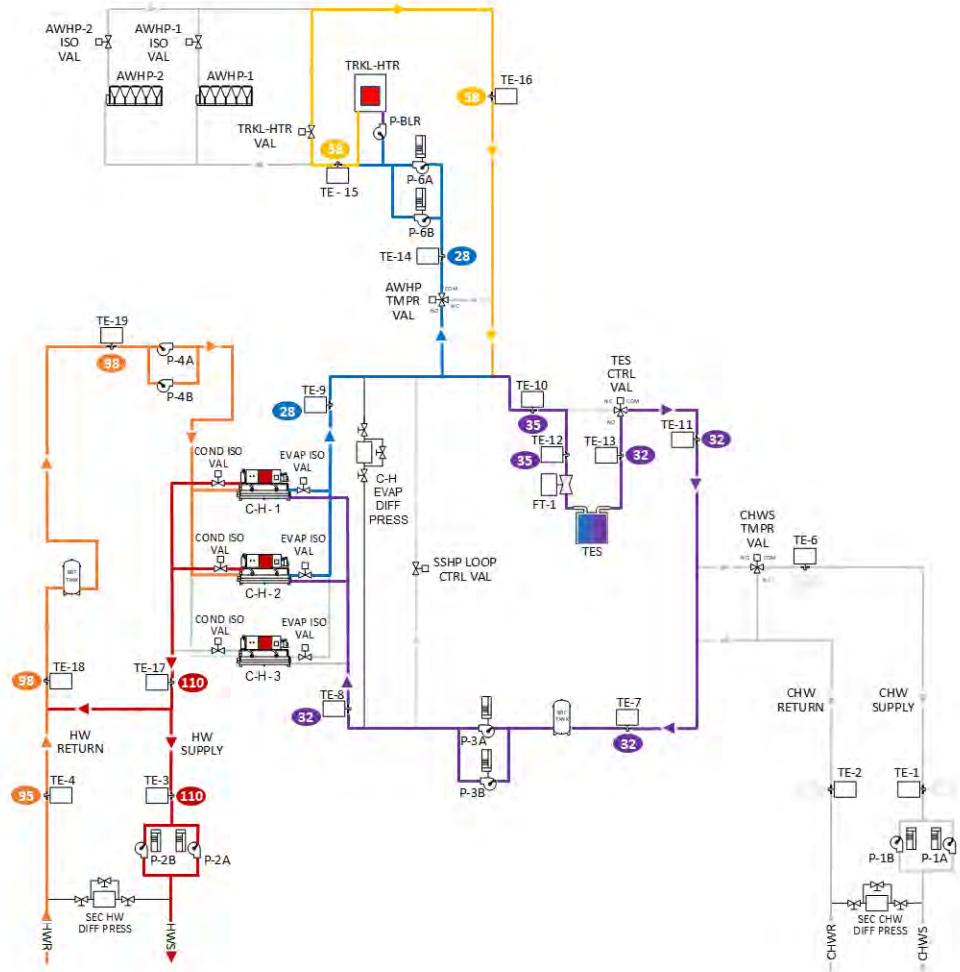 AWHP-2
ISO
VAL
AWHP-1
ISO
VAL
AWHP-2
AWHP-1
TRKL-HTR
P-BLR
TRKL-HTR
VAL
38
TE - 15
TE-16
58
P-6A
P-6B
TE-14
28
AWHP
TMPR
VAL
COM
NO
N.C
TE-19
98
P-4A
P-4B
TE-9
28
TE-10
35
TES
CTRL
VAL
N.C
COM
NO
TE-11
32
TE-12
35
TE-13
32
FT-1
TES
COND ISO
VAL
EVAP ISO
VAL
C-H - 1
COND ISO
VAL
EVAP ISO
VAL
C-H - 2
COND ISO
VAL
EVAP ISO
VAL
C-H - 3
C-H
EVAP
DIFF
PRESS
SSHP LOOP
CTRL VAL
CHWS
TMPR
VAL
COM
TE-6
TE-18
98
TE-17
110
TE-8
32
TE-7
32
P-3A
P-3B
HW
RETURN
HW
SUPPLY
CHW
RETURN
CHW
SUPPLY
TE-4
95
TE-3
110
TE-2
TE-1
P-2B
P-2A
P-1B
P-1A
SEC HW
DIFF PRESS
SEC CHW
DIFF PRESS
HWR
HWS
CHWR
CHWS